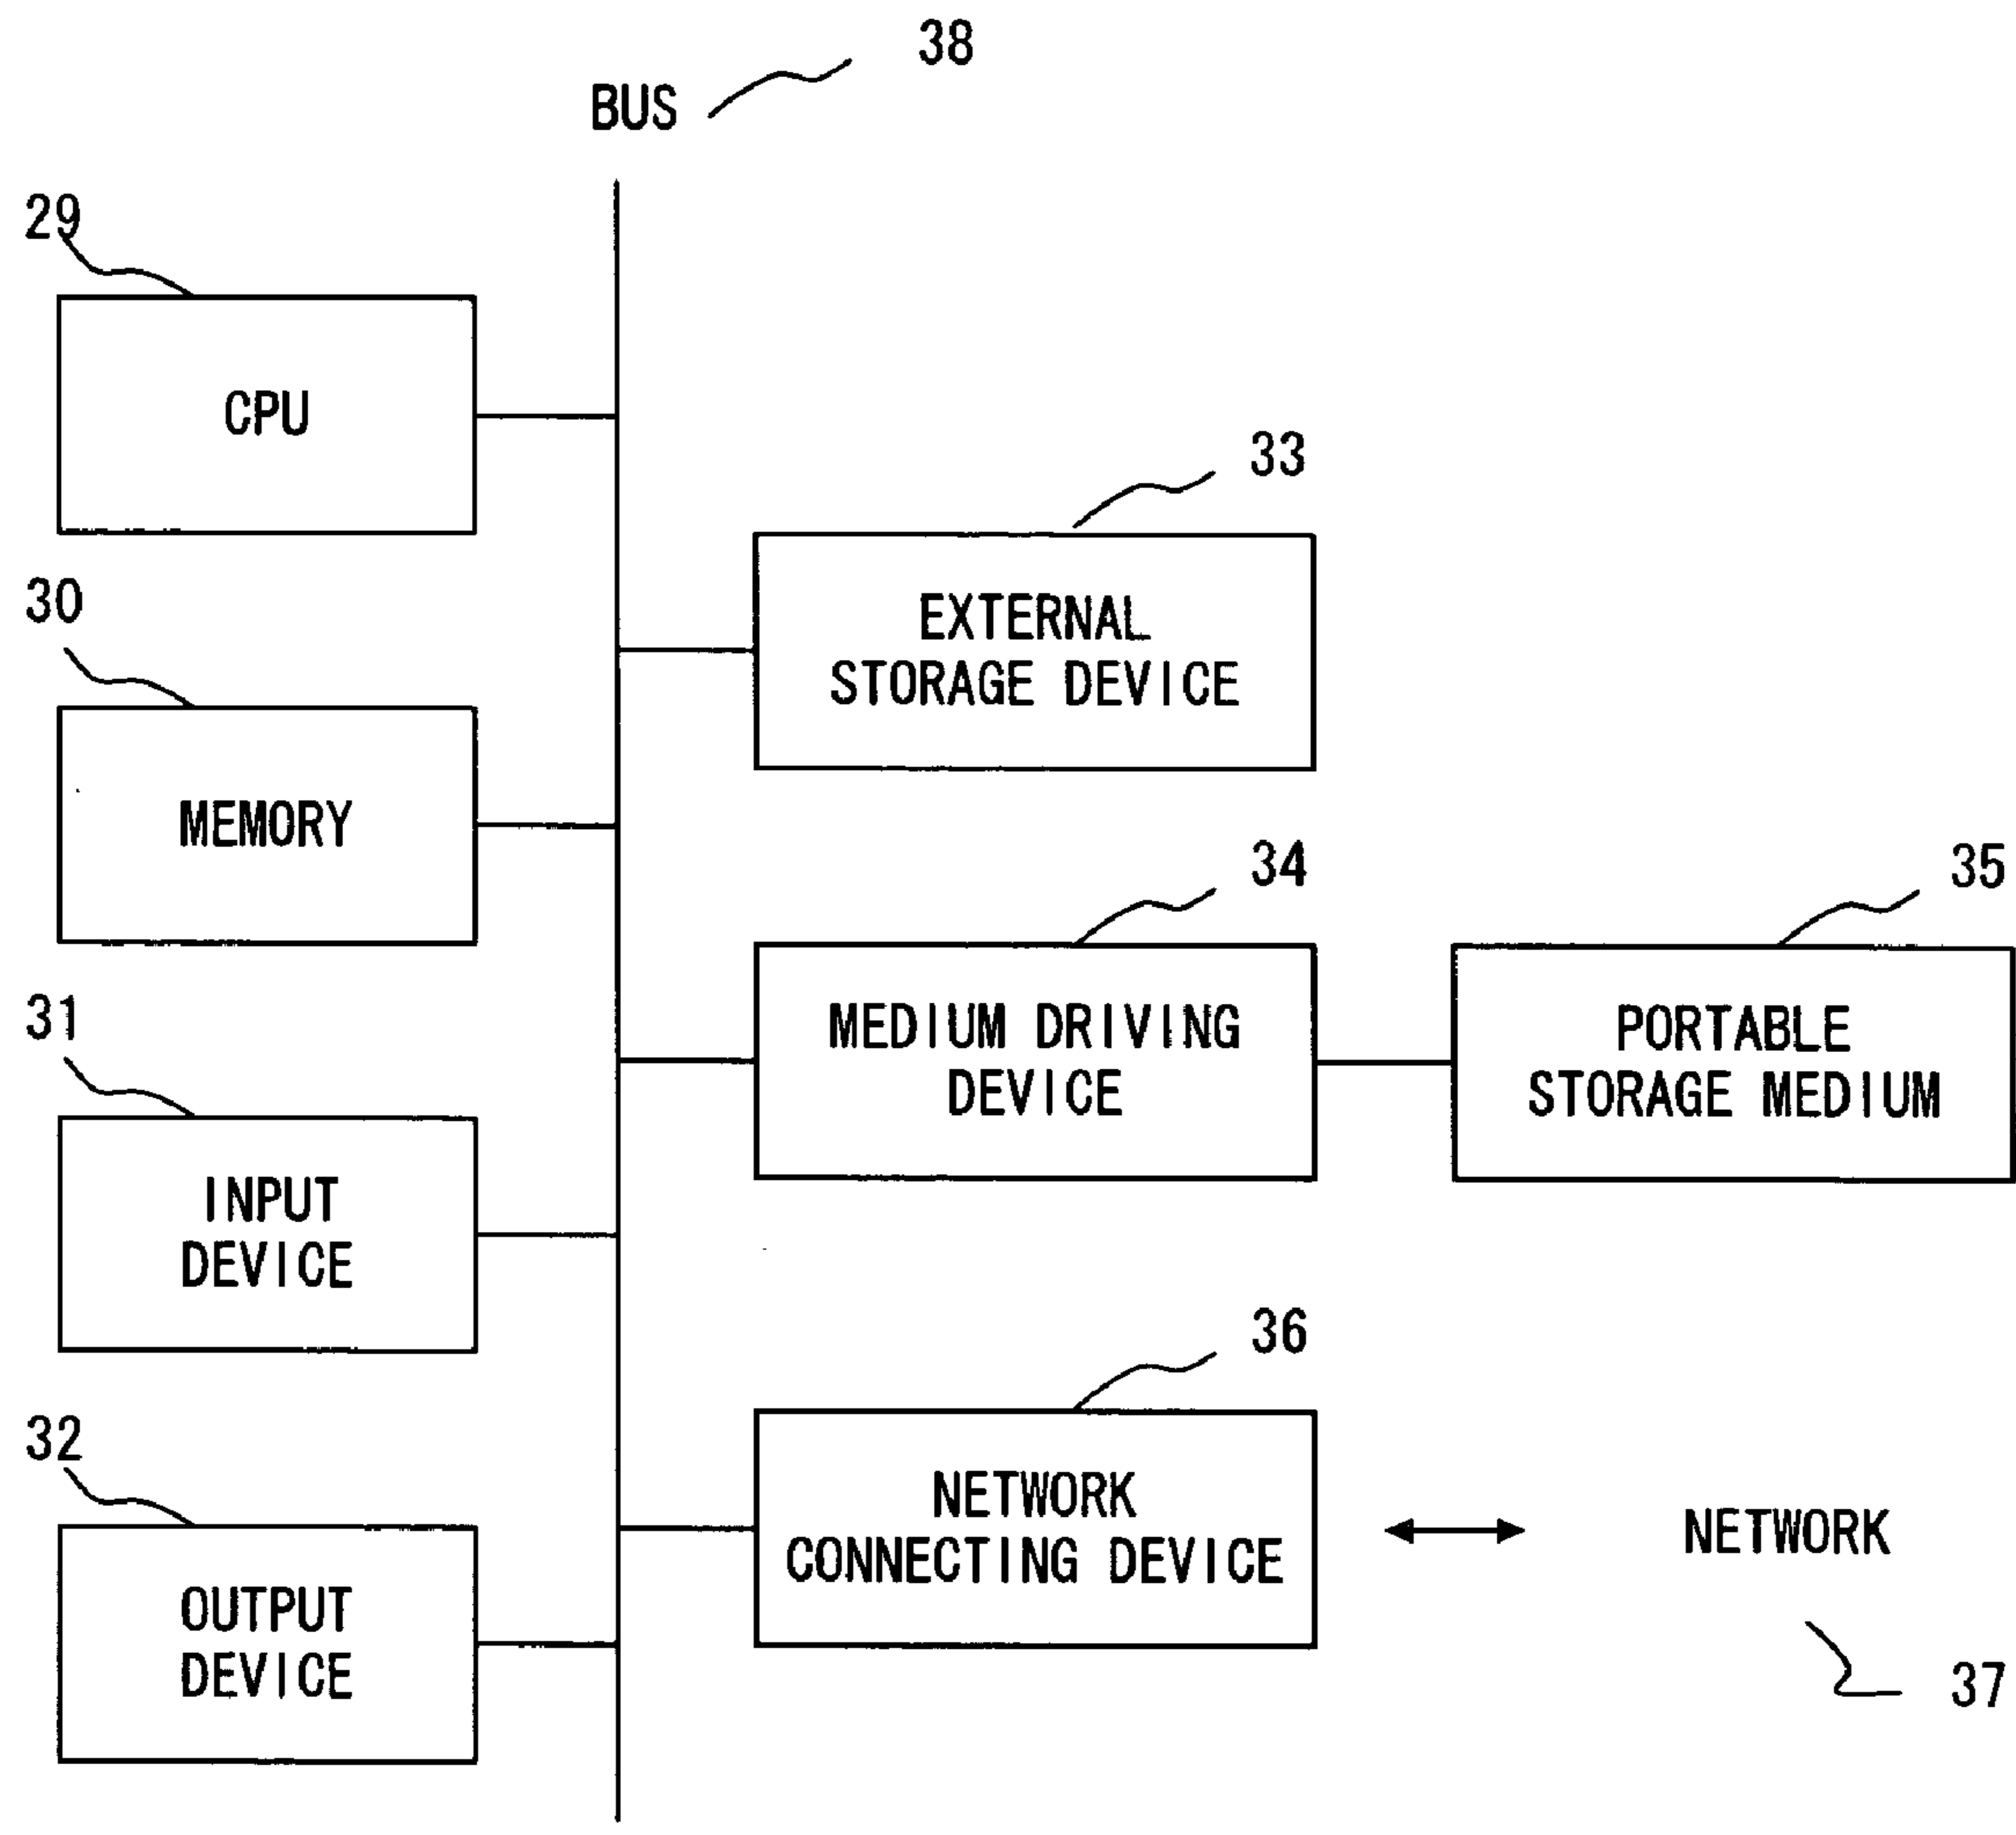 38
BUS
29
CPU
33
EXTERNAL
STORAGE DEVICE
30
MEMORY
34
MEDIUM DRIVING
DEVICE
35
PORTABLE
STORAGE MEDIUM
31
INPUT
DEVICE
36
NETWORK
CONNECTING DEVICE
NETWORK
37
32
OUTPUT
DEVICE